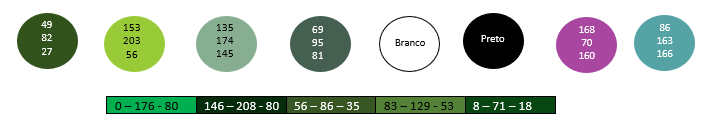 49
82
27
153
203
56
135
174
145
69
95
81
Branco
Preto
168
70
160
86
163
166
0 – 176 - 80
146 – 208 - 80
56 – 86 – 35
83 – 129 - 53
8 – 71 – 18